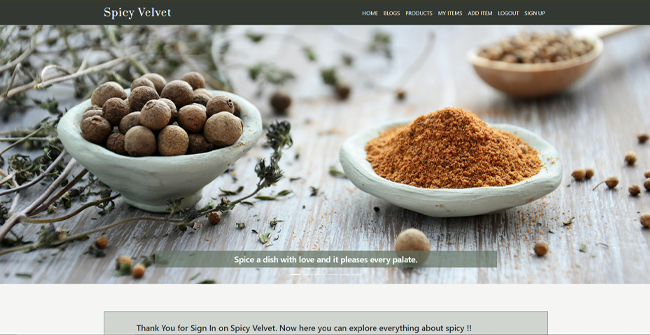 Spicy Velvet
HOME BLOGS PRODUCTS MY ITEMS ADD ITEM LOGOUT SIGN UP
Spice a dish with love and it pleases every palate.
Thank You for Sign In on Spicy Velvet. Now here you can explore everything about spicy !!